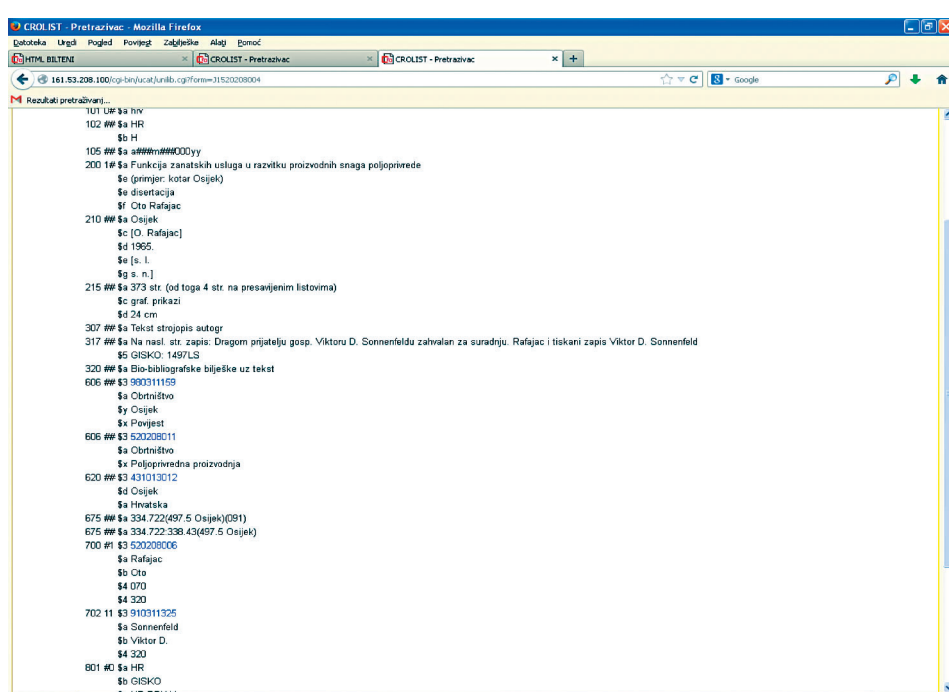 CROLIST - Pretrazivac - Mozilla Firefox
Datoteka Uredi Pogled Povijest Zabilješke Alati Pomoć
HTML BILTENI × CROLIST - Pretrazivac × CROLIST - Pretrazivac × +
161.53.208.100/cgi-bin/ucat/unilib.cgi?form=J1520208004 Google
Rezultati pretraživanj...
101 0# $a hrv
102 ## $a HR
$b H
105 ## $a a###m###000yy
200 1# $a Funkcija zanatskih usluga u razvitku proizvodnih snaga poljoprivrede
$e (primjer: kotar Osijek)
$e disertacija
$f Oto Rafajac
210 ## $a Osijek
$c [O. Rafajac]
$d 1965.
$e [s. l.
$g s. n.]
215 ## $a 373 str. (od toga 4 str. na presavijenim listovima)
$c graf. prikazi
$d 24 cm
307 ## $a Tekst strojopis autogr
317 ## $a Na nasl. str. zapis: Dragom prijatelju gosp. Viktoru D. Sonnenfeldu zahvalan za suradnju. Rafajac i tiskani zapis Viktor D. Sonnenfeld
$5 GISKO: 1497LS
320 ## $a Bio-bibliografske bilješke uz tekst
606 ## $3 980311159
$a Obrtništvo
$y Osijek
$x Povijest
606 ## $3 520208011
$a Obrtništvo
$x Poljoprivredna proizvodnja
620 ## $3 431013012
$d Osijek
$a Hrvatska
675 ## $a 334.722(497.5 Osijek)(091)
675 ## $a 334.722:338.43(497.5 Osijek)
700 #1 $3 520208006
$a Rafajac
$b Oto
$4 070
$4 320
702 11 $3 910311325
$a Sonnenfeld
$b Viktor D.
$4 320
801 #0 $a HR
$b GISKO